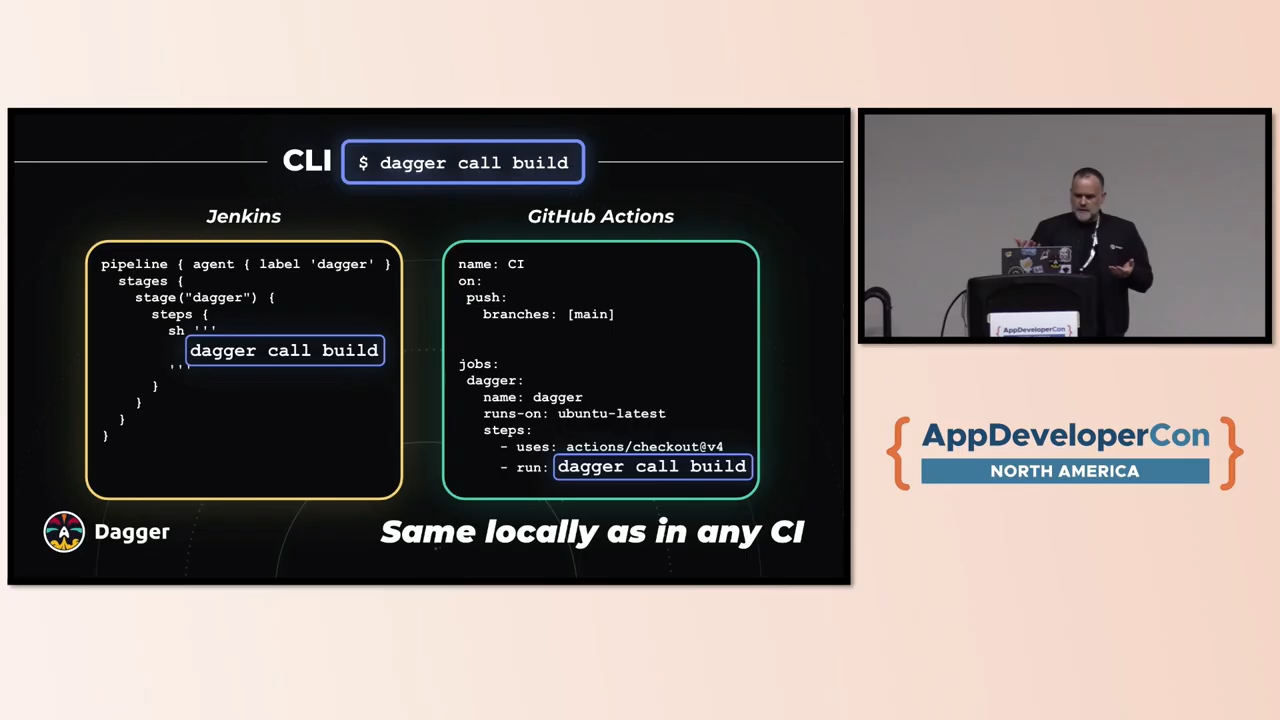 CLI $ dagger call build
Jenkins
pipeline { agent { label 'dagger' }
stages {
stage("dagger") {
steps {
sh '''
dagger call build
'''
}
}
}
}
GitHub Actions
name: CI
on:
push:
branches: [main]
jobs:
dagger:
name: dagger
runs-on: ubuntu-latest
steps:
- uses: actions/checkout@v4
- run: dagger call build
Dagger
Same locally as in any CI
AppDeveloperCon
{ AppDeveloperCon }
NORTH AMERICA